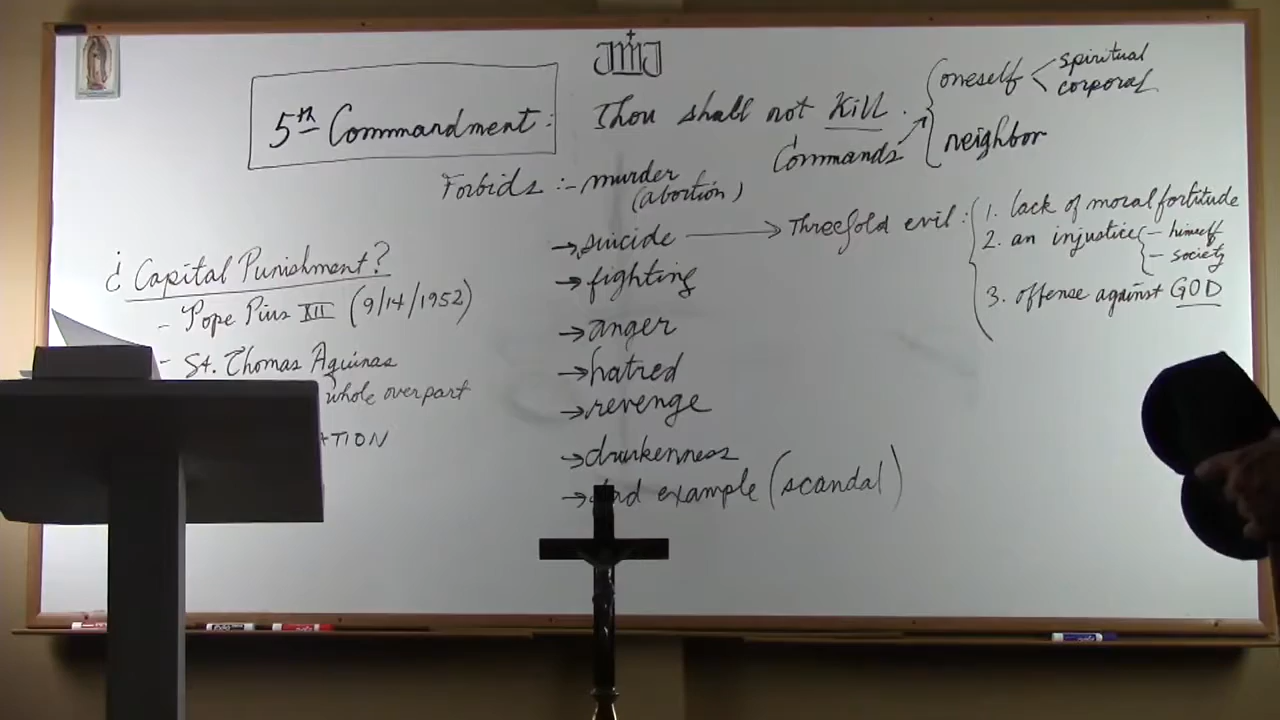 JMJ
5th Commandment: Thou shall not Kill.
Commands
oneself
spiritual
corporal
neighbor
Forbids :- murder
(abortion)
→ suicide → Threefold evil :
1. lack of moral fortitude
2. an injustice - himself
- society
3. offense against GOD
→ fighting
→ anger
→ hatred
→ revenge
→ drunkenness
→ bad example (scandal)
¿ Capital Punishment?
- Pope Pius XII (9/14/1952)
- St. Thomas Aquinas
whole over part
ATION